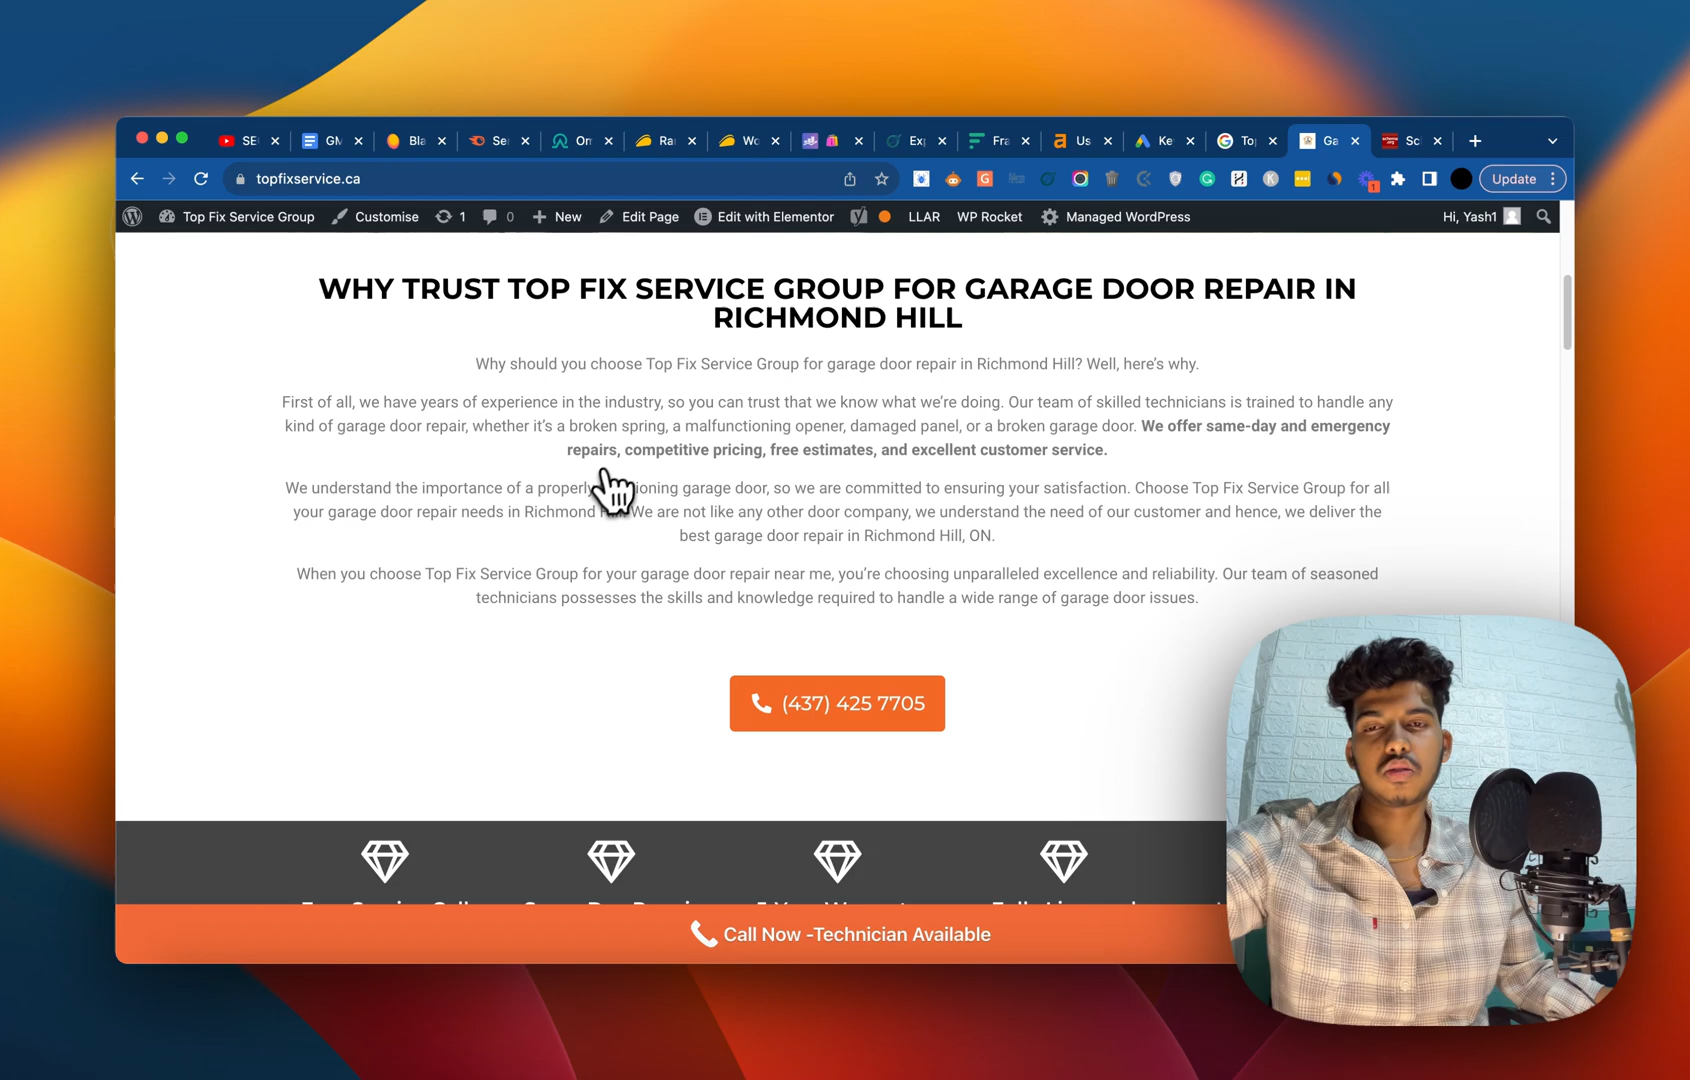 SE
GM
Bla
Se
On
Ra
Wo
Ex
Fra
Us
Ke
To
Ga
Sc
topfixservice.ca
Update
Top Fix Service Group
Customise
1
0
New
Edit Page
Edit with Elementor
LLAR
WP Rocket
Managed WordPress
Hi, Yash1
WHY TRUST TOP FIX SERVICE GROUP FOR GARAGE DOOR REPAIR IN
RICHMOND HILL
Why should you choose Top Fix Service Group for garage door repair in Richmond Hill? Well, here's why.
First of all, we have years of experience in the industry, so you can trust that we know what we're doing. Our team of skilled technicians is trained to handle any
kind of garage door repair, whether it's a broken spring, a malfunctioning opener, damaged panel, or a broken garage door. We offer same-day and emergency
repairs, competitive pricing, free estimates, and excellent customer service.
We understand the importance of a properly ioning garage door, so we are committed to ensuring your satisfaction. Choose Top Fix Service Group for all
your garage door repair needs in Richmond We are not like any other door company, we understand the need of our customer and hence, we deliver the
best garage door repair in Richmond Hill, ON.
When you choose Top Fix Service Group for your garage door repair near me, you're choosing unparalleled excellence and reliability. Our team of seasoned
technicians possesses the skills and knowledge required to handle a wide range of garage door issues.
(437) 425 7705
Call Now -Technician Available